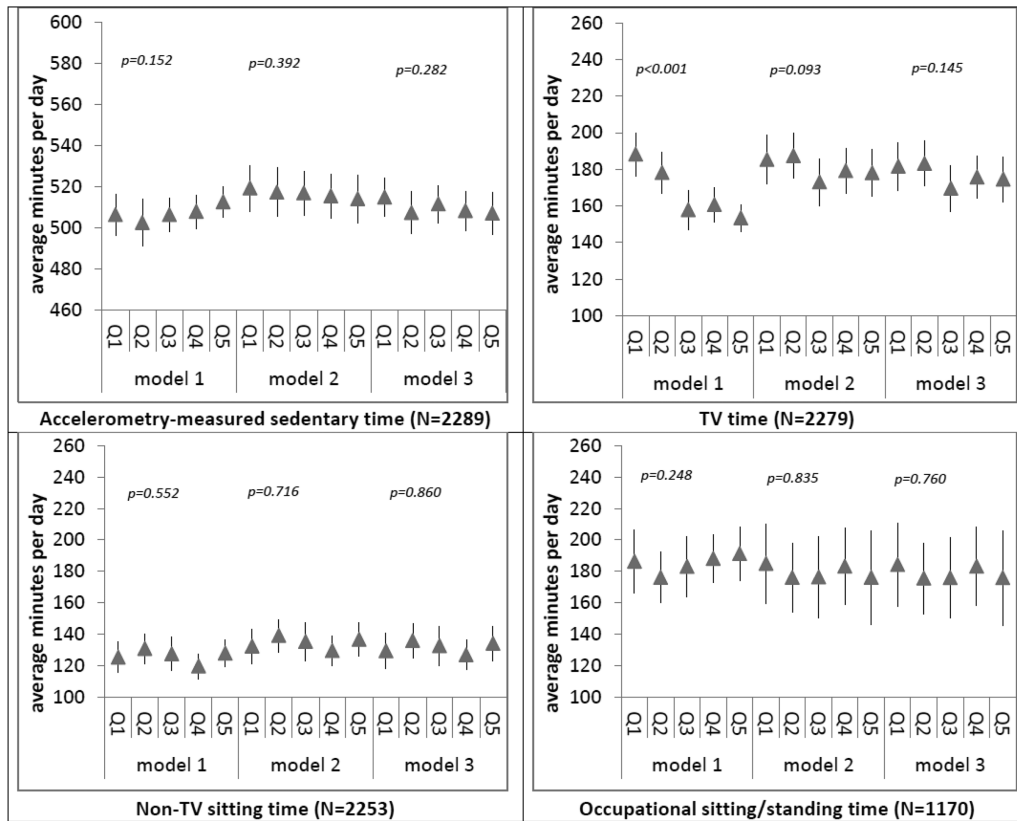 average minutes per day
600
580
560
540
520
500
480
460
p=0.152
p=0.392
p=0.282
Q1 Q2 Q3 Q4 Q5 Q1 Q2 Q3 Q4 Q5 Q1 Q2 Q3 Q4 Q5
model 1 model 2 model 3
Accelerometry-measured sedentary time (N=2289)
average minutes per day
260
240
220
200
180
160
140
120
100
p<0.001
p=0.093
p=0.145
Q1 Q2 Q3 Q4 Q5 Q1 Q2 Q3 Q4 Q5 Q1 Q2 Q3 Q4 Q5
model 1 model 2 model 3
TV time (N=2279)
average minutes per day
260
240
220
200
180
160
140
120
100
p=0.552
p=0.716
p=0.860
Q1 Q2 Q3 Q4 Q5 Q1 Q2 Q3 Q4 Q5 Q1 Q2 Q3 Q4 Q5
model 1 model 2 model 3
Non-TV sitting time (N=2253)
average minutes per day
260
240
220
200
180
160
140
120
100
p=0.248
p=0.835
p=0.760
Q1 Q2 Q3 Q4 Q5 Q1 Q2 Q3 Q4 Q5 Q1 Q2 Q3 Q4 Q5
model 1 model 2 model 3
Occupational sitting/standing time (N=1170)